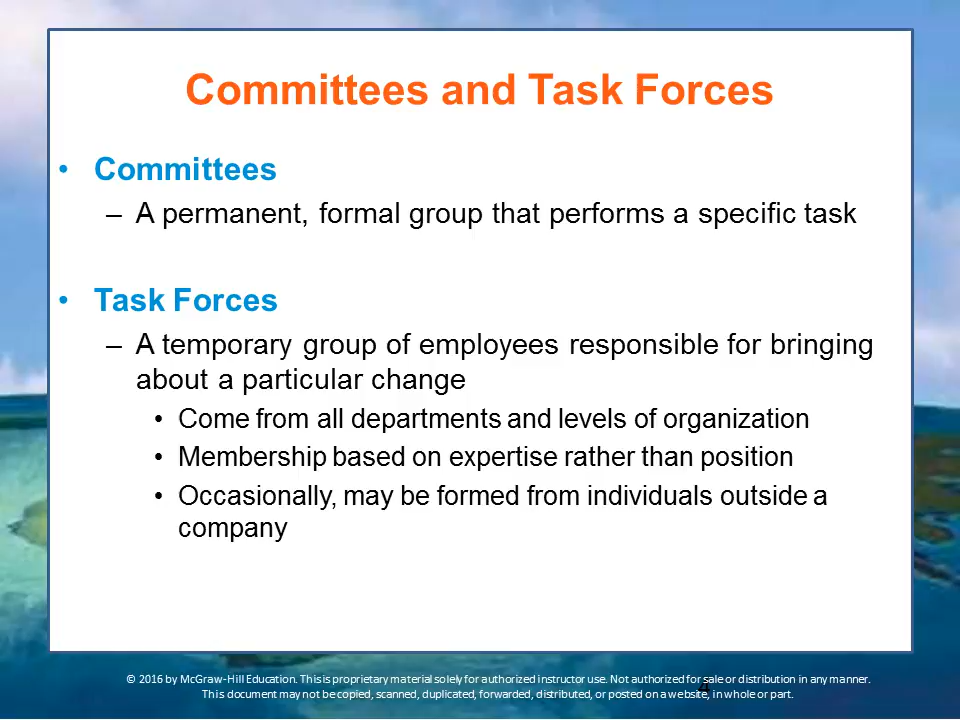 Committees and Task Forces
• Committees
– A permanent, formal group that performs a specific task
• Task Forces
– A temporary group of employees responsible for bringing
about a particular change
• Come from all departments and levels of organization
• Membership based on expertise rather than position
• Occasionally, may be formed from individuals outside a
company
© 2016 by McGraw-Hill Education. This is proprietary material solely for authorized instructor use. Not authorized for sale or distribution in any manner.
This document may not be copied, scanned, duplicated, forwarded, distributed, or posted on a website, in whole or part.
4